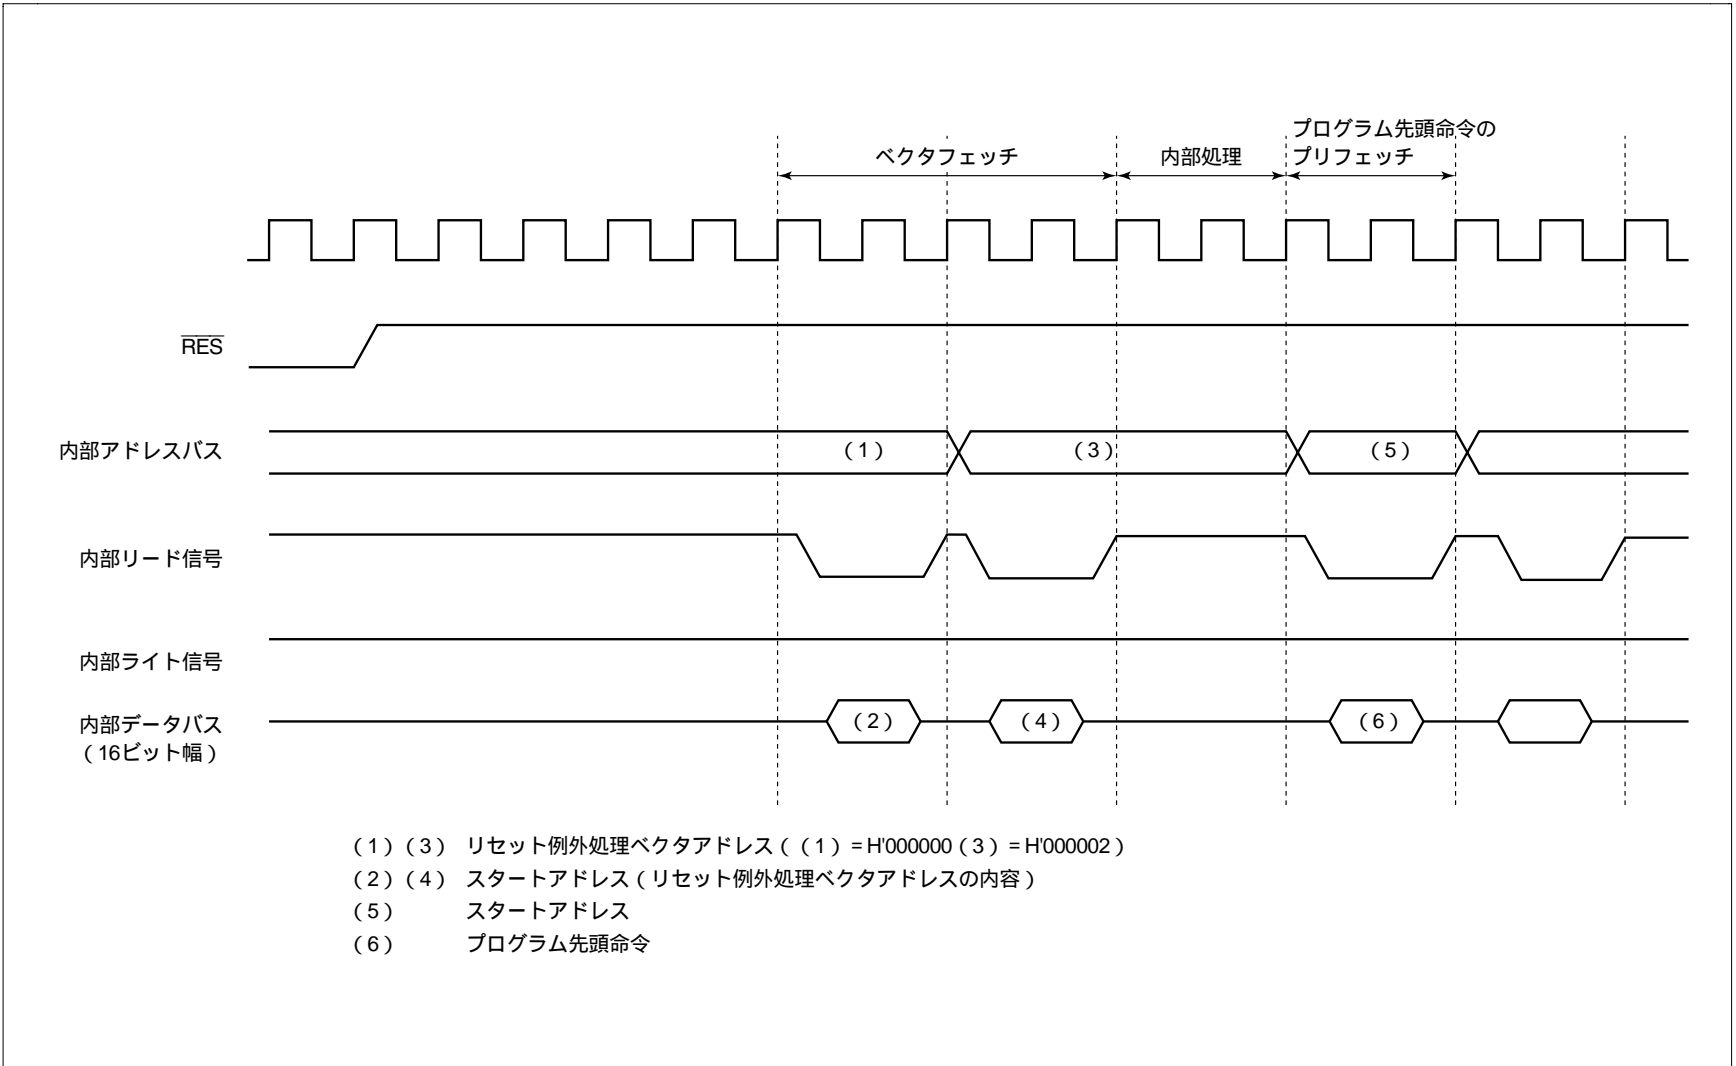 プログラム先頭命令の
ベクタフェッチ 内部処理 プリフェッチ
RES
内部アドレスバス (1) (3) (5)
内部リード信号
内部ライト信号
内部データバス (2) (4) (6)
(16ビット幅)
(1)(3) リセット例外処理ベクタアドレス((1)=H'000000(3)=H'000002)
(2)(4) スタートアドレス(リセット例外処理ベクタアドレスの内容)
(5) スタートアドレス
(6) プログラム先頭命令